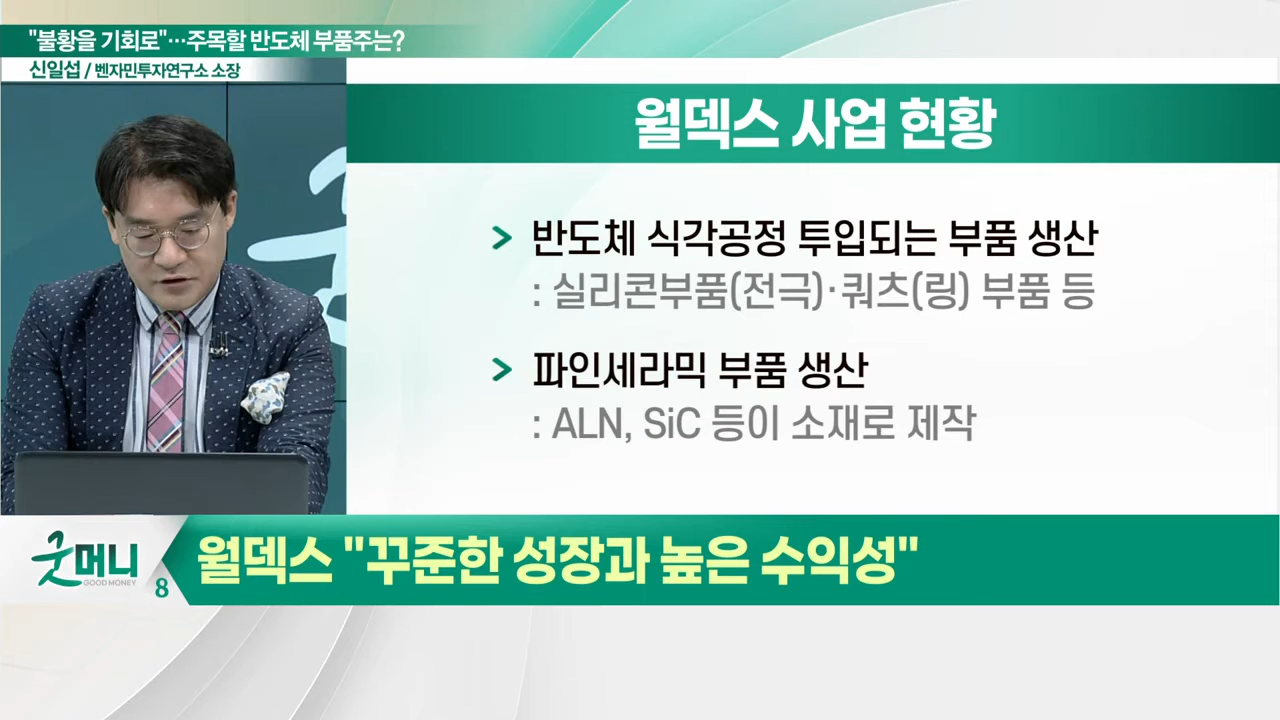 "불황을 기회로"…주목할 반도체 부품주는?
신일섭 / 벤자민투자연구소 소장
월덱스 사업 현황
> 반도체 식각공정 투입되는 부품 생산
: 실리콘부품(전극)·쿼츠(링) 부품 등
> 파인세라믹 부품 생산
: ALN, SiC 등이 소재로 제작
굿머니
GOOD MONEY
8
월덱스 "꾸준한 성장과 높은 수익성"